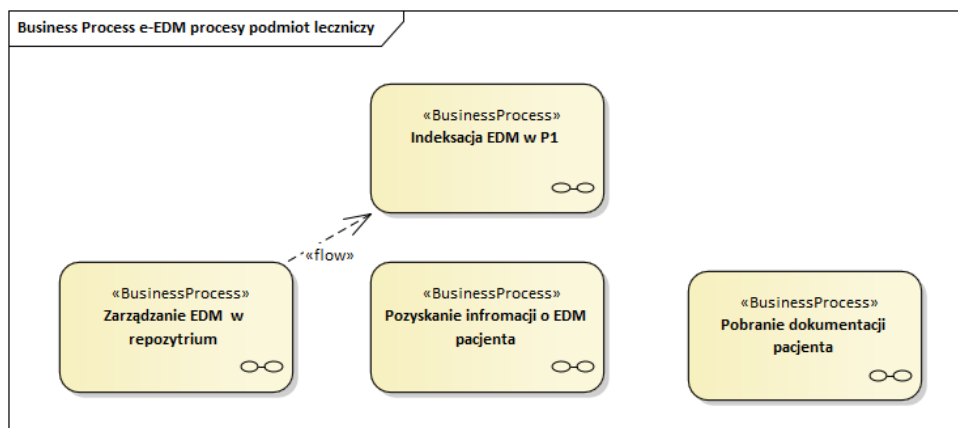 Business Process e-EDM procesy podmiot leczniczy
«BusinessProcess»
Indeksacja EDM w P1
«flow»
«BusinessProcess»
Zarządzanie EDM w
repozytrium
«BusinessProcess»
Pozyskanie infromacji o EDM
pacjenta
«BusinessProcess»
Pobranie dokumentacji
pacjenta